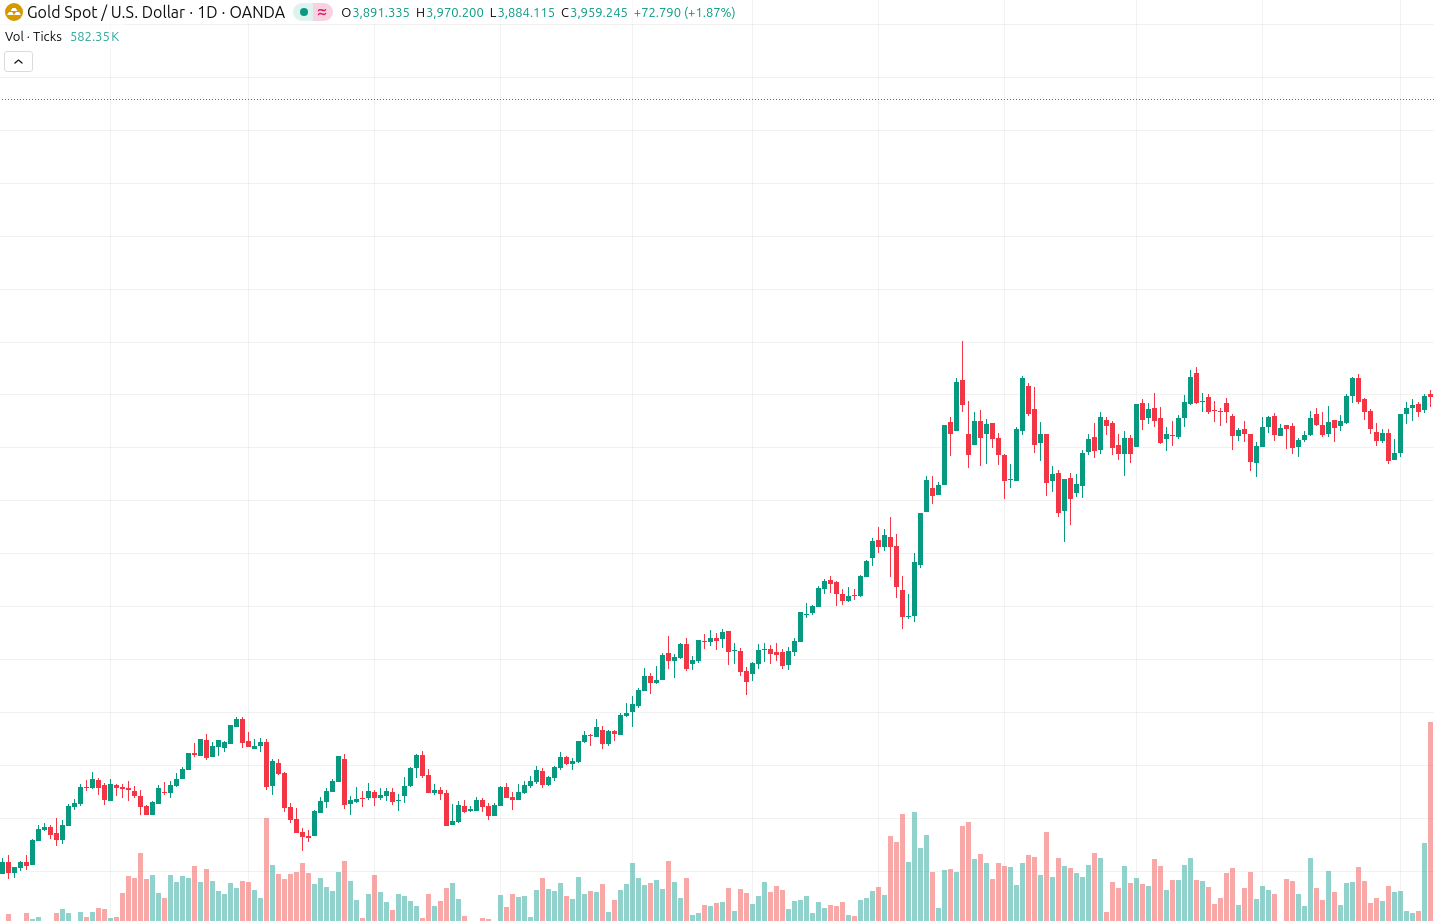 Gold Spot / U.S. Dollar · 1D · OANDA ≈ O3,891.335 H3,970.200 L3,884.115 C3,959.245 +72.790 (+1.87%)
Vol · Ticks 582.35K